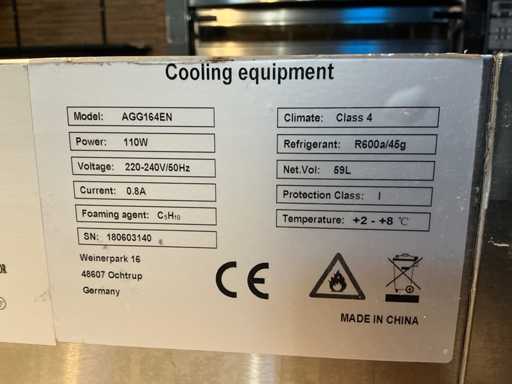 Cooling equipment
Model: AGG164EN
Power: 110W
Voltage: 220-240V/50Hz
Current: 0.8A
Foaming agent: C₅H₁₀
SN: 180603140
Climate: Class 4
Refrigerant: R600a/45g
Net.Vol: 59L
Protection Class: I
Temperature: +2 - +8 ℃
Weinerpark 16
48607 Ochtrup
Germany
CE
MADE IN CHINA
OR